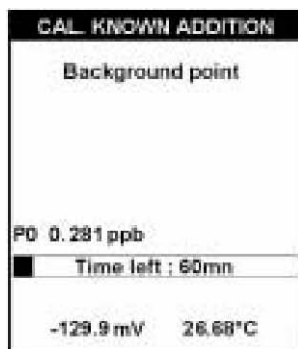 CAL. KNOWN ADDITION
Background point
P0 0.281 ppb
Time left : 60mn
-129.9 mV 26.68°C